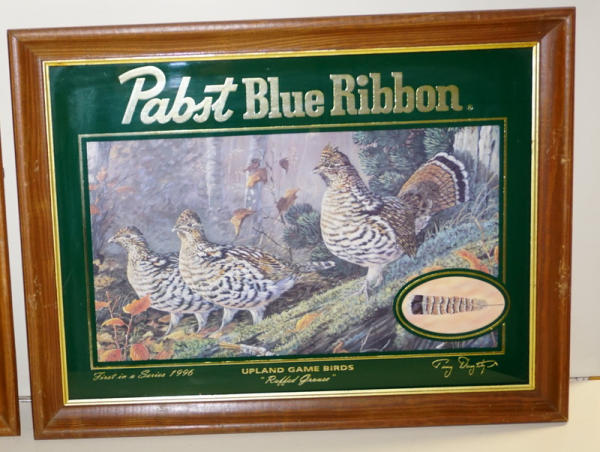 Pabst Blue Ribbon®
First in a Series 1996
UPLAND GAME BIRDS
"Ruffed Grouse"